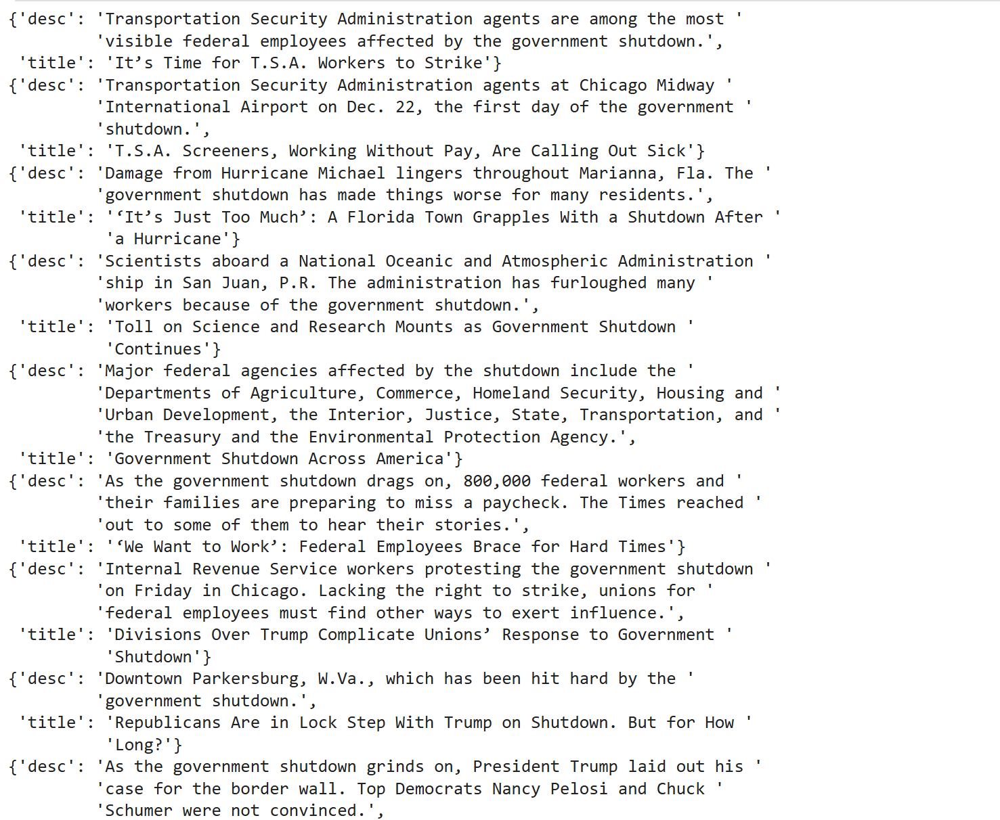 {'desc': 'Transportation Security Administration agents are among the most '
'visible federal employees affected by the government shutdown.',
'title': 'It’s Time for T.S.A. Workers to Strike'}
{'desc': 'Transportation Security Administration agents at Chicago Midway '
'International Airport on Dec. 22, the first day of the government '
'shutdown.',
'title': 'T.S.A. Screeners, Working Without Pay, Are Calling Out Sick'}
{'desc': 'Damage from Hurricane Michael lingers throughout Marianna, Fla. The '
'government shutdown has made things worse for many residents.',
'title': '‘It’s Just Too Much’: A Florida Town Grapples With a Shutdown After '
'a Hurricane'}
{'desc': 'Scientists aboard a National Oceanic and Atmospheric Administration '
'ship in San Juan, P.R. The administration has furloughed many '
'workers because of the government shutdown.',
'title': 'Toll on Science and Research Mounts as Government Shutdown '
'Continues'}
{'desc': 'Major federal agencies affected by the shutdown include the '
'Departments of Agriculture, Commerce, Homeland Security, Housing and '
'Urban Development, the Interior, Justice, State, Transportation, and '
'the Treasury and the Environmental Protection Agency.',
'title': 'Government Shutdown Across America'}
{'desc': 'As the government shutdown drags on, 800,000 federal workers and '
'their families are preparing to miss a paycheck. The Times reached '
'out to some of them to hear their stories.',
'title': '‘We Want to Work’: Federal Employees Brace for Hard Times'}
{'desc': 'Internal Revenue Service workers protesting the government shutdown '
'on Friday in Chicago. Lacking the right to strike, unions for '
'federal employees must find other ways to exert influence.',
'title': 'Divisions Over Trump Complicate Unions’ Response to Government '
'Shutdown'}
{'desc': 'Downtown Parkersburg, W.Va., which has been hit hard by the '
'government shutdown.',
'title': 'Republicans Are in Lock Step With Trump on Shutdown. But for How '
'Long?'}
{'desc': 'As the government shutdown grinds on, President Trump laid out his '
'case for the border wall. Top Democrats Nancy Pelosi and Chuck '
'Schumer were not convinced.',